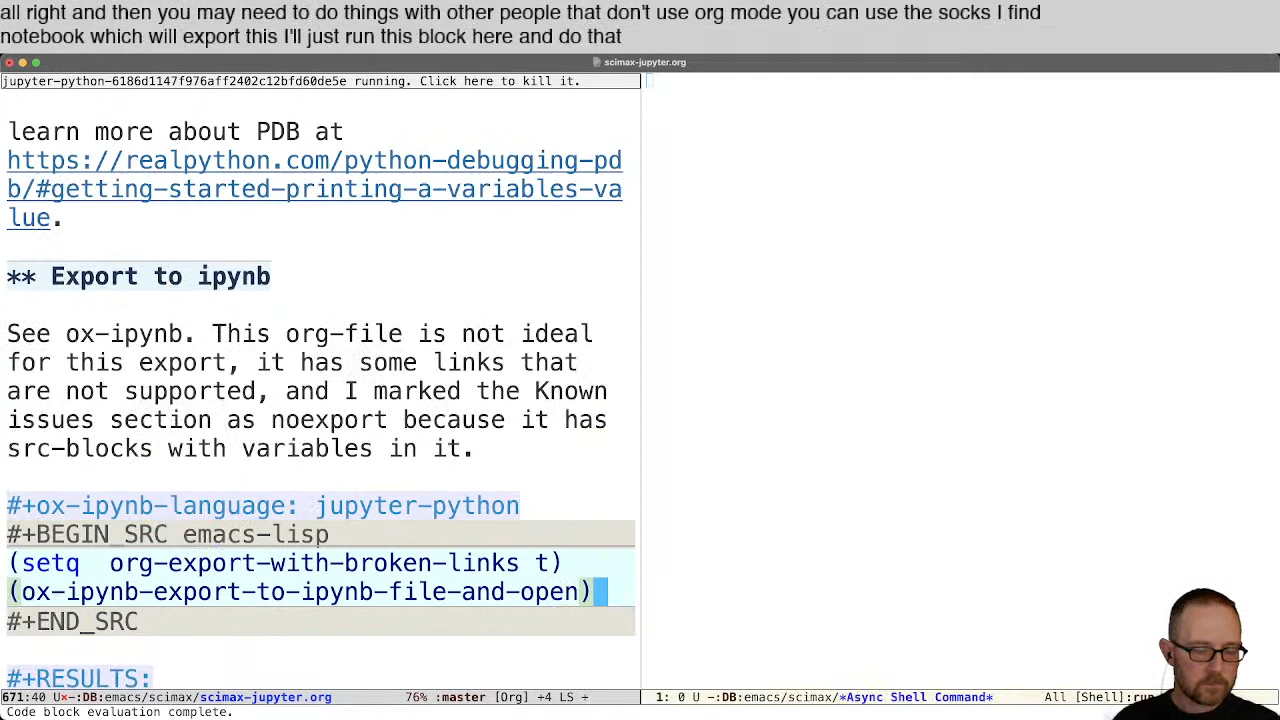 all right and then you may need to do things with other people that don't use org mode you can use the socks I find
notebook which will export this I'll just run this block here and do that
scimax-jupyter.org
jupyter-python-6186d1147f976aff2402c12bfd60de5e running. Click here to kill it.
learn more about PDB at
https://realpython.com/python-debugging-pd
b/#getting-started-printing-a-variables-va
lue.
** Export to ipynb
See ox-ipynb. This org-file is not ideal
for this export, it has some links that
are not supported, and I marked the Known
issues section as noexport because it has
src-blocks with variables in it.
#+ox-ipynb-language: jupyter-python
#+BEGIN_SRC emacs-lisp
(setq  org-export-with-broken-links t)
(ox-ipynb-export-to-ipynb-file-and-open)
#+END_SRC
#+RESULTS:
671:40 U×-:DB:emacs/scimax/scimax-jupyter.org 76% :master [Org] +4 LS +
1: 0 U -:DB:emacs/scimax/*Async Shell Command* All [Shell]:run
Code block evaluation complete.